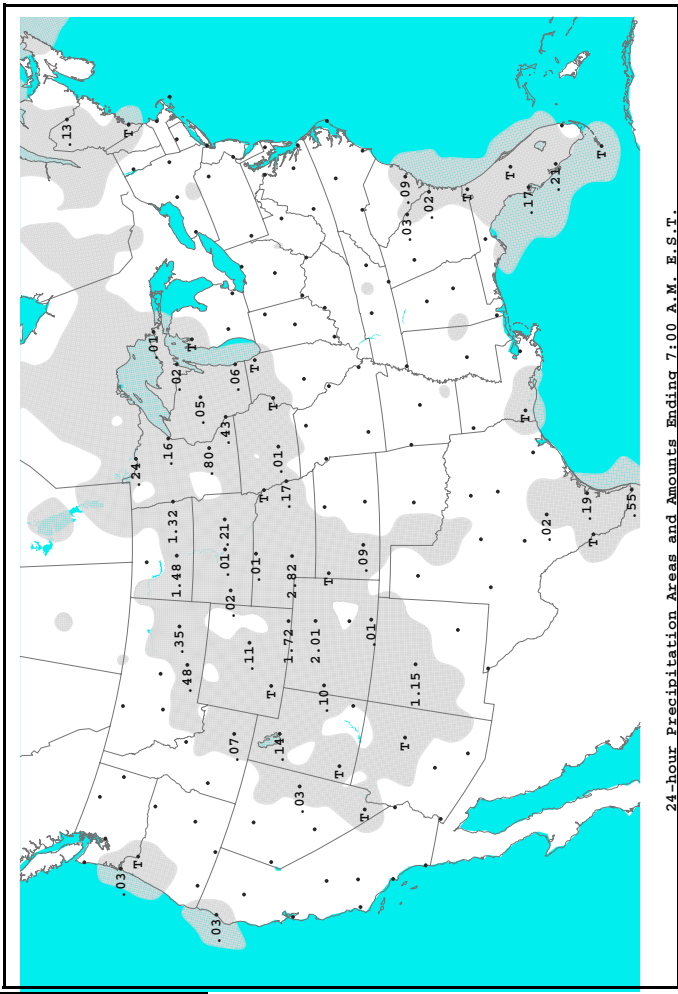 .13
.03
T
T
.24
.01
.16
1.48
1.32
.02
.48
.35
T
.05
.80
.03
.01
.21
.43
.02
.07
.06
.11
.01
T
T
T
T
.14
.01
1.72
2.82
.17
.03
2.01
.10
T
T
T
.01
.09
T
.09
1.15
.03
.02
T
T
T
.17
.02
.21
T
.19
T
.55
24-hour Precipitation Areas and Amounts Ending 7:00 A.M. E.S.T.